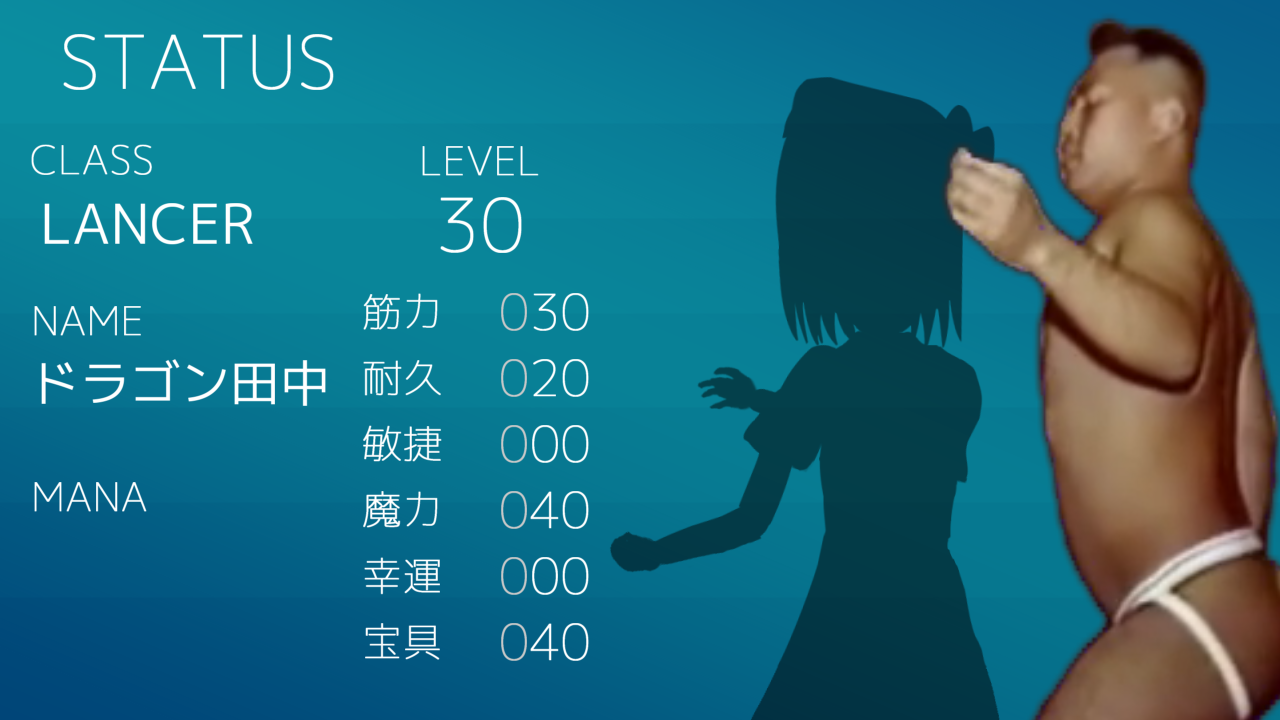 STATUS
CLASS
LANCER
LEVEL
30
NAME
ドラゴン田中
MANA
筋力 030
耐久 020
敏捷 000
魔力 040
幸運 000
宝具 040